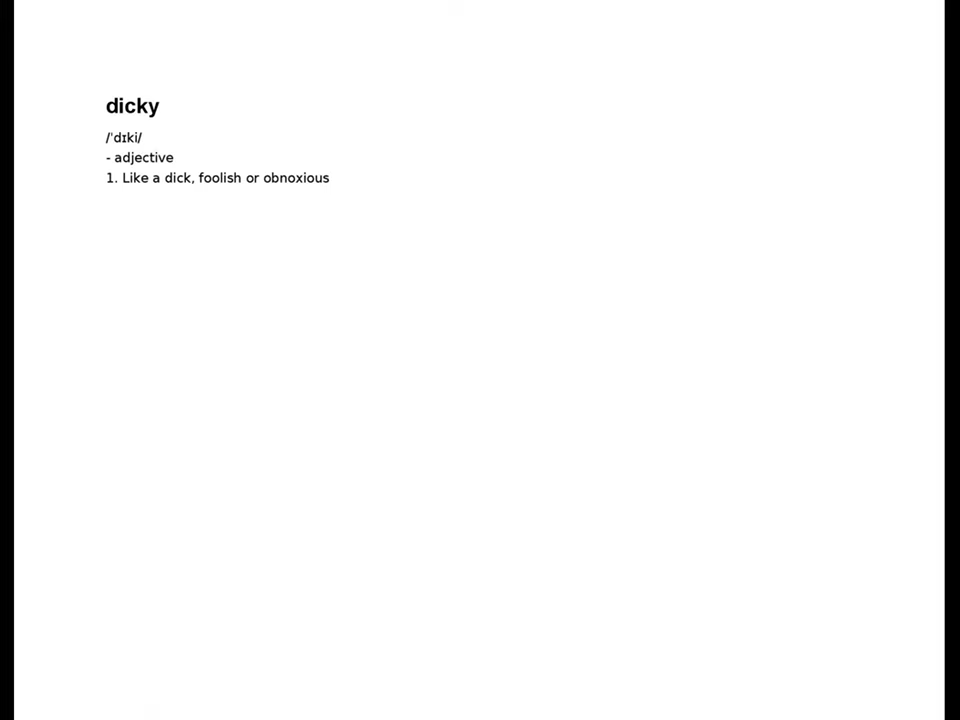 dicky
/ˈdɪki/
- adjective
1. Like a dick, foolish or obnoxious